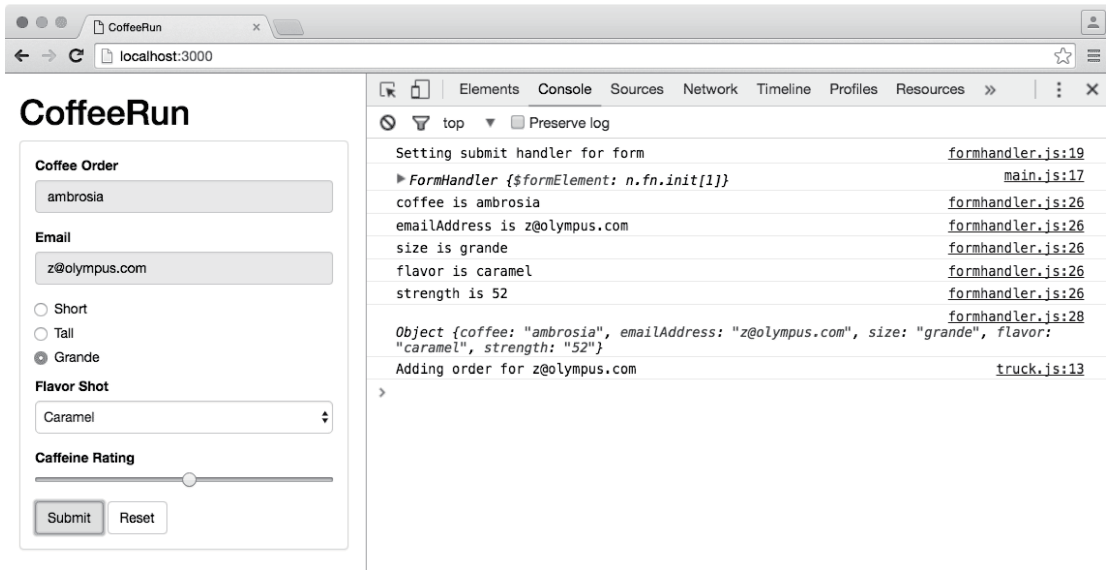 CoffeeRun
localhost:3000
CoffeeRun
Coffee Order
ambrosia
Email
z@olympus.com
Short
Tall
Grande
Flavor Shot
Caramel
Caffeine Rating
Submit Reset
Elements Console Sources Network Timeline Profiles Resources »
top Preserve log
Setting submit handler for form formhandler.js:19
FormHandler {$formElement: n.fn.init[1]} main.js:17
coffee is ambrosia formhandler.js:26
emailAddress is z@olympus.com formhandler.js:26
size is grande formhandler.js:26
flavor is caramel formhandler.js:26
strength is 52 formhandler.js:26
formhandler.js:28
Object {coffee: "ambrosia", emailAddress: "z@olympus.com", size: "grande", flavor:
"caramel", strength: "52"}
Adding order for z@olympus.com truck.js:13
>